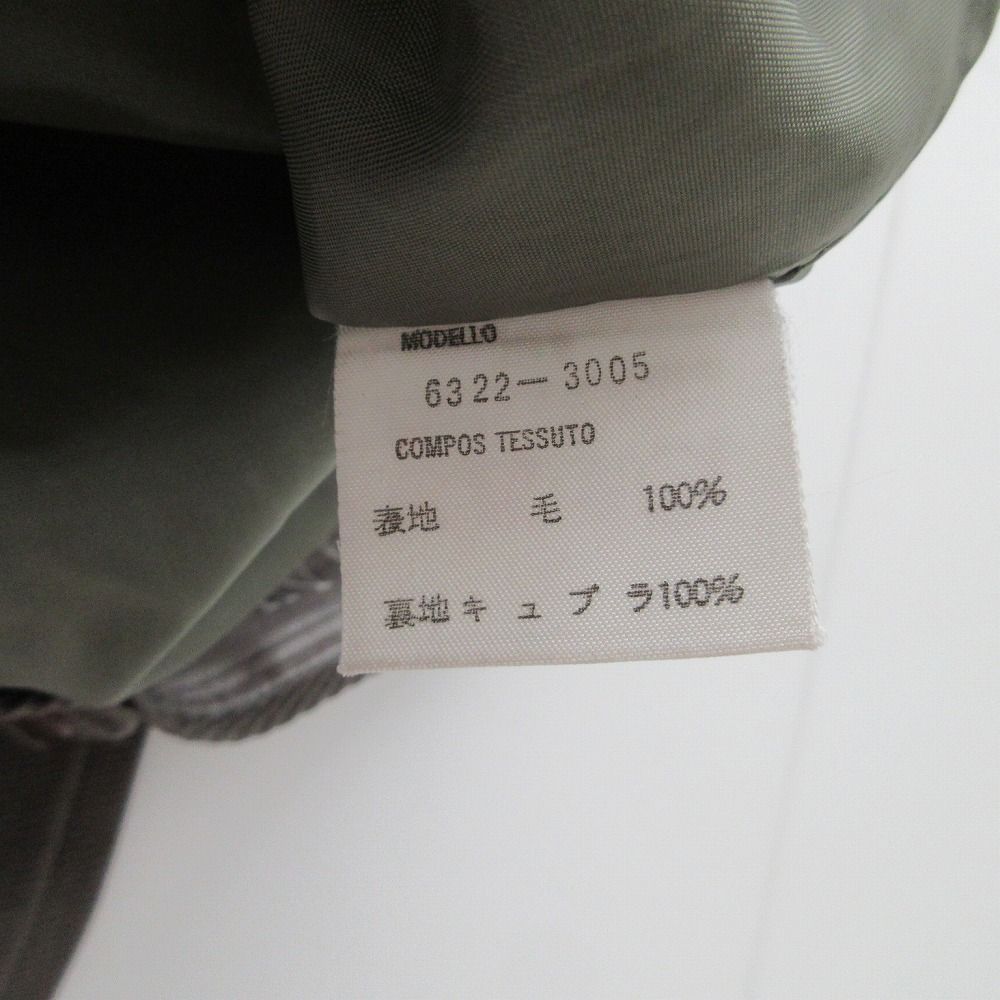 MODELLO
6322-3005
COMPOS TESSUTO
表地 毛 100%
裏地キュプラ100%